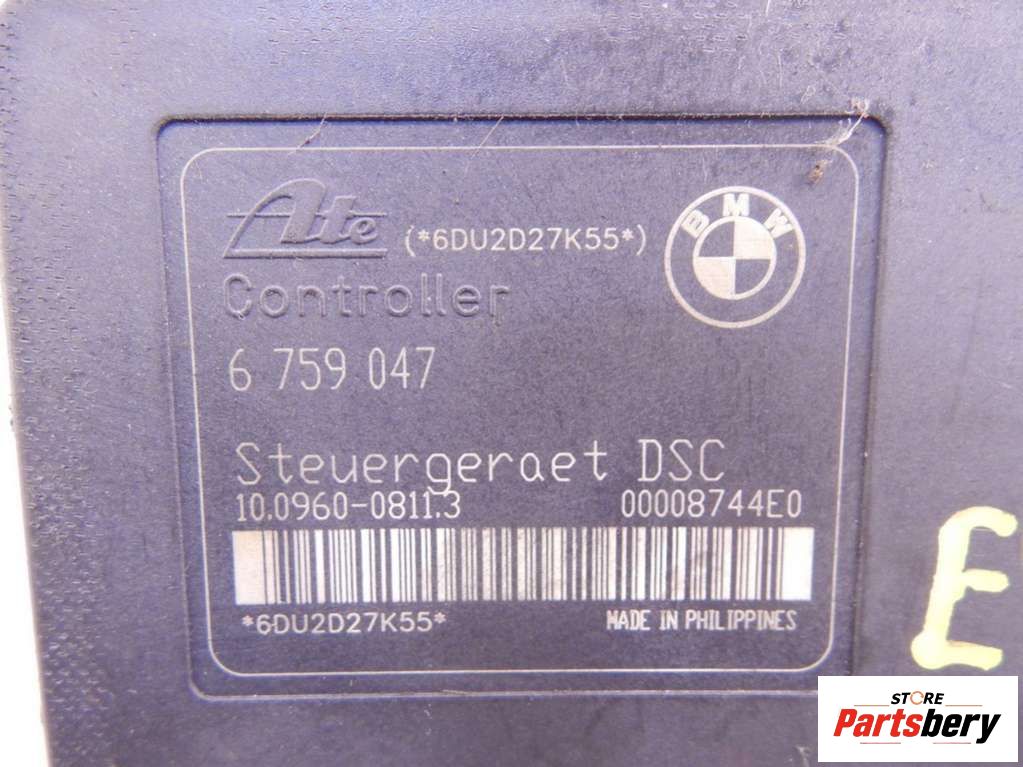 Ate (*6DU2D27K55*)
BMW
Controller
6 759 047
Steuergeraet DSC
10.0960-0811.3 00008744E0
*6DU2D27K55* MADE IN PHILIPPINES
E
STORE
Partsbery